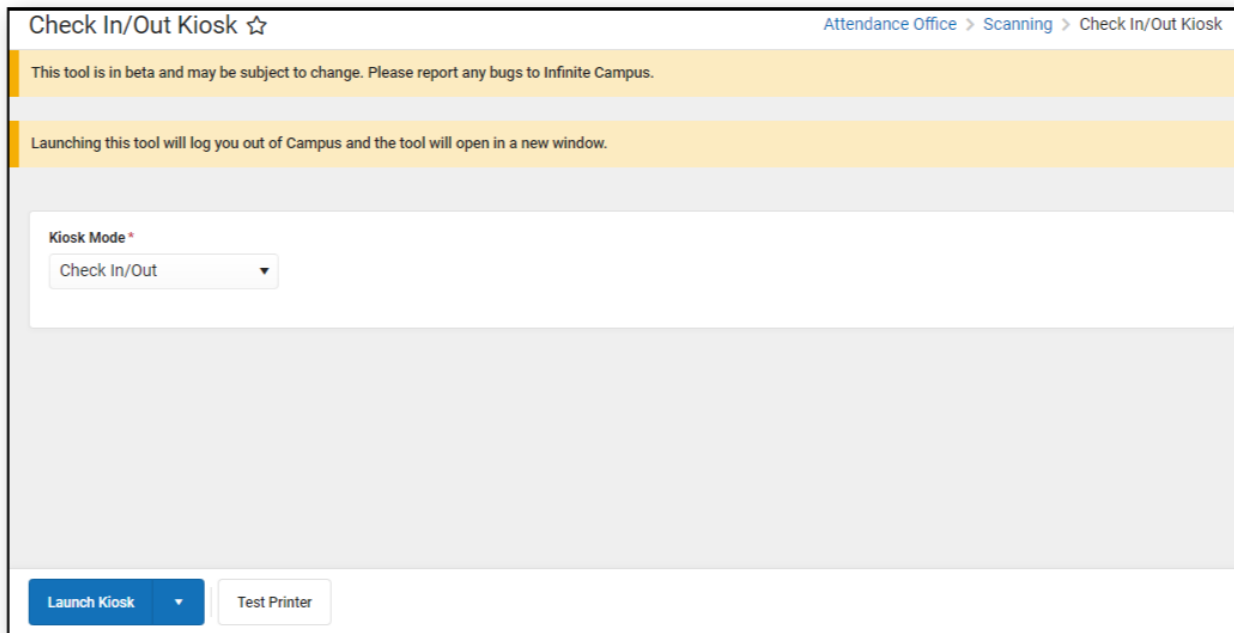 Check In/Out Kiosk
Attendance Office > Scanning > Check In/Out Kiosk
This tool is in beta and may be subject to change. Please report any bugs to Infinite Campus.
Launching this tool will log you out of Campus and the tool will open in a new window.
Kiosk Mode *
Check In/Out
Launch Kiosk
Test Printer